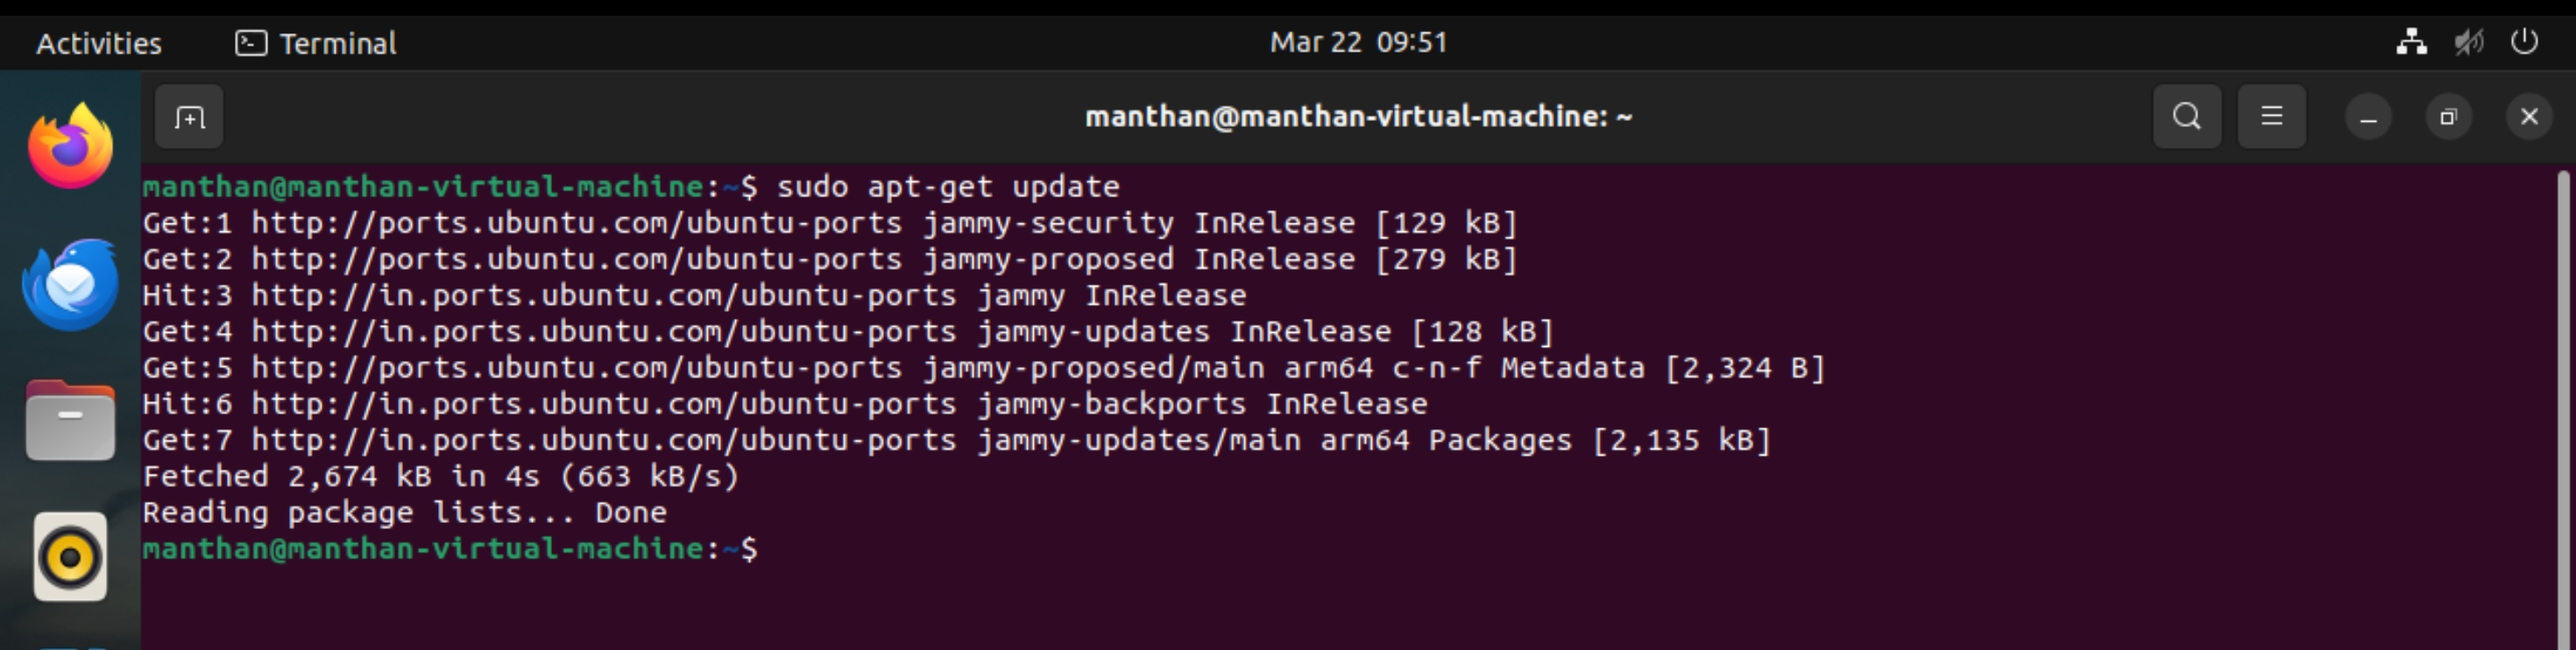 Activities Terminal Mar 22 09:51
manthan@manthan-virtual-machine: ~
manthan@manthan-virtual-machine:~$ sudo apt-get update
Get:1 http://ports.ubuntu.com/ubuntu-ports jammy-security InRelease [129 kB]
Get:2 http://ports.ubuntu.com/ubuntu-ports jammy-proposed InRelease [279 kB]
Hit:3 http://in.ports.ubuntu.com/ubuntu-ports jammy InRelease
Get:4 http://in.ports.ubuntu.com/ubuntu-ports jammy-updates InRelease [128 kB]
Get:5 http://ports.ubuntu.com/ubuntu-ports jammy-proposed/main arm64 c-n-f Metadata [2,324 B]
Hit:6 http://in.ports.ubuntu.com/ubuntu-ports jammy-backports InRelease
Get:7 http://in.ports.ubuntu.com/ubuntu-ports jammy-updates/main arm64 Packages [2,135 kB]
Fetched 2,674 kB in 4s (663 kB/s)
Reading package lists... Done
manthan@manthan-virtual-machine:~$